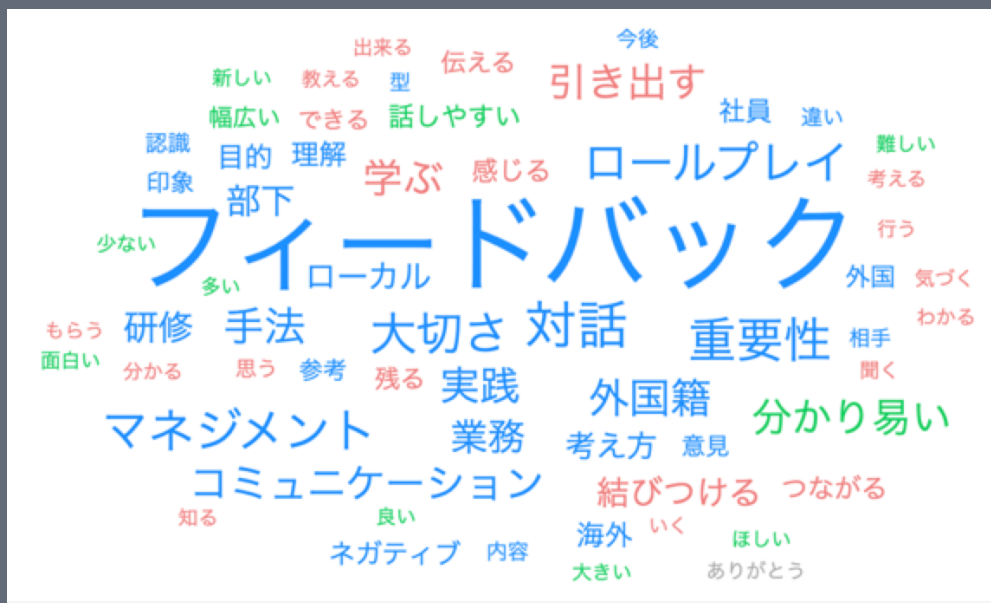 出来る
伝える
今後
新しい
教える
型
引き出す
幅広い
できる
話しやすい
社員
違い
認識
目的
理解
ロールプレイ
難しい
印象
部下
学ぶ
感じる
考える
フィードバック
少ない
行う
多い
ローカル
外国
気づく
もらう
研修
手法
大切さ
対話
重要性
相手
わかる
面白い
分かる
思う
参考
残る
実践
聞く
外国籍
分かり易い
マネジメント
業務
考え方
意見
コミュニケーション
結びつける
つながる
知る
良い
海外
いく
ネガティブ
内容
ほしい
大きい
ありがとう